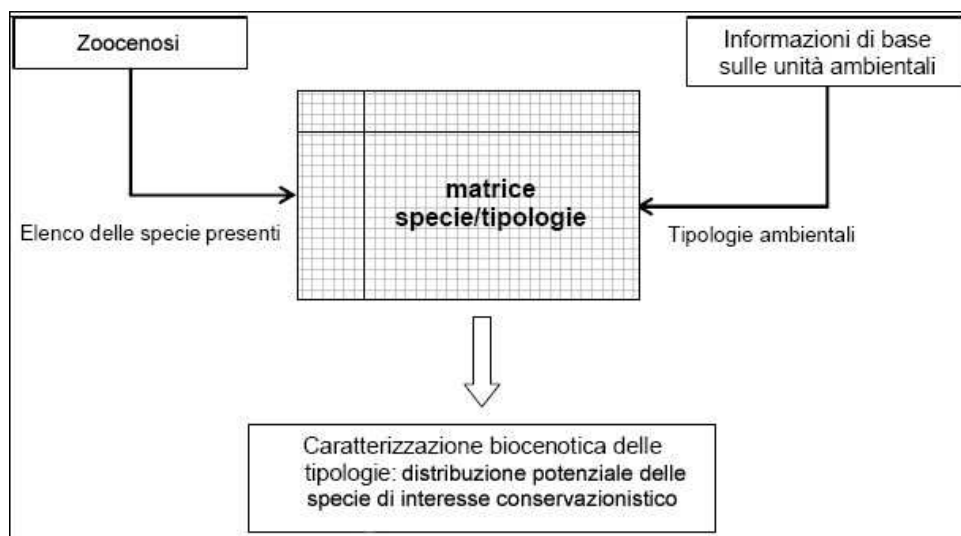 Zoocenosi
Informazioni di base
sulle unità ambientali
matrice
specie/tipologie
Elenco delle specie presenti
Tipologie ambientali
Caratterizzazione biocenotica delle
tipologie: distribuzione potenziale delle
specie di interesse conservazionistico